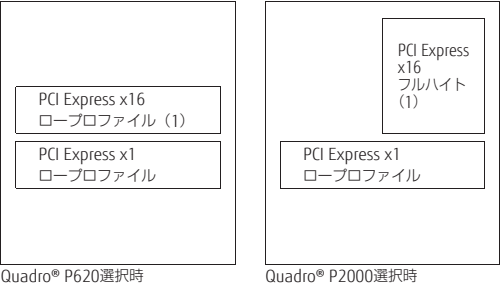 PCI Express x16
ロープロファイル（1）
PCI Express x1
ロープロファイル
Quadro® P620選択時
PCI Express
x16
フルハイト
（1）
PCI Express x1
ロープロファイル
Quadro® P2000選択時